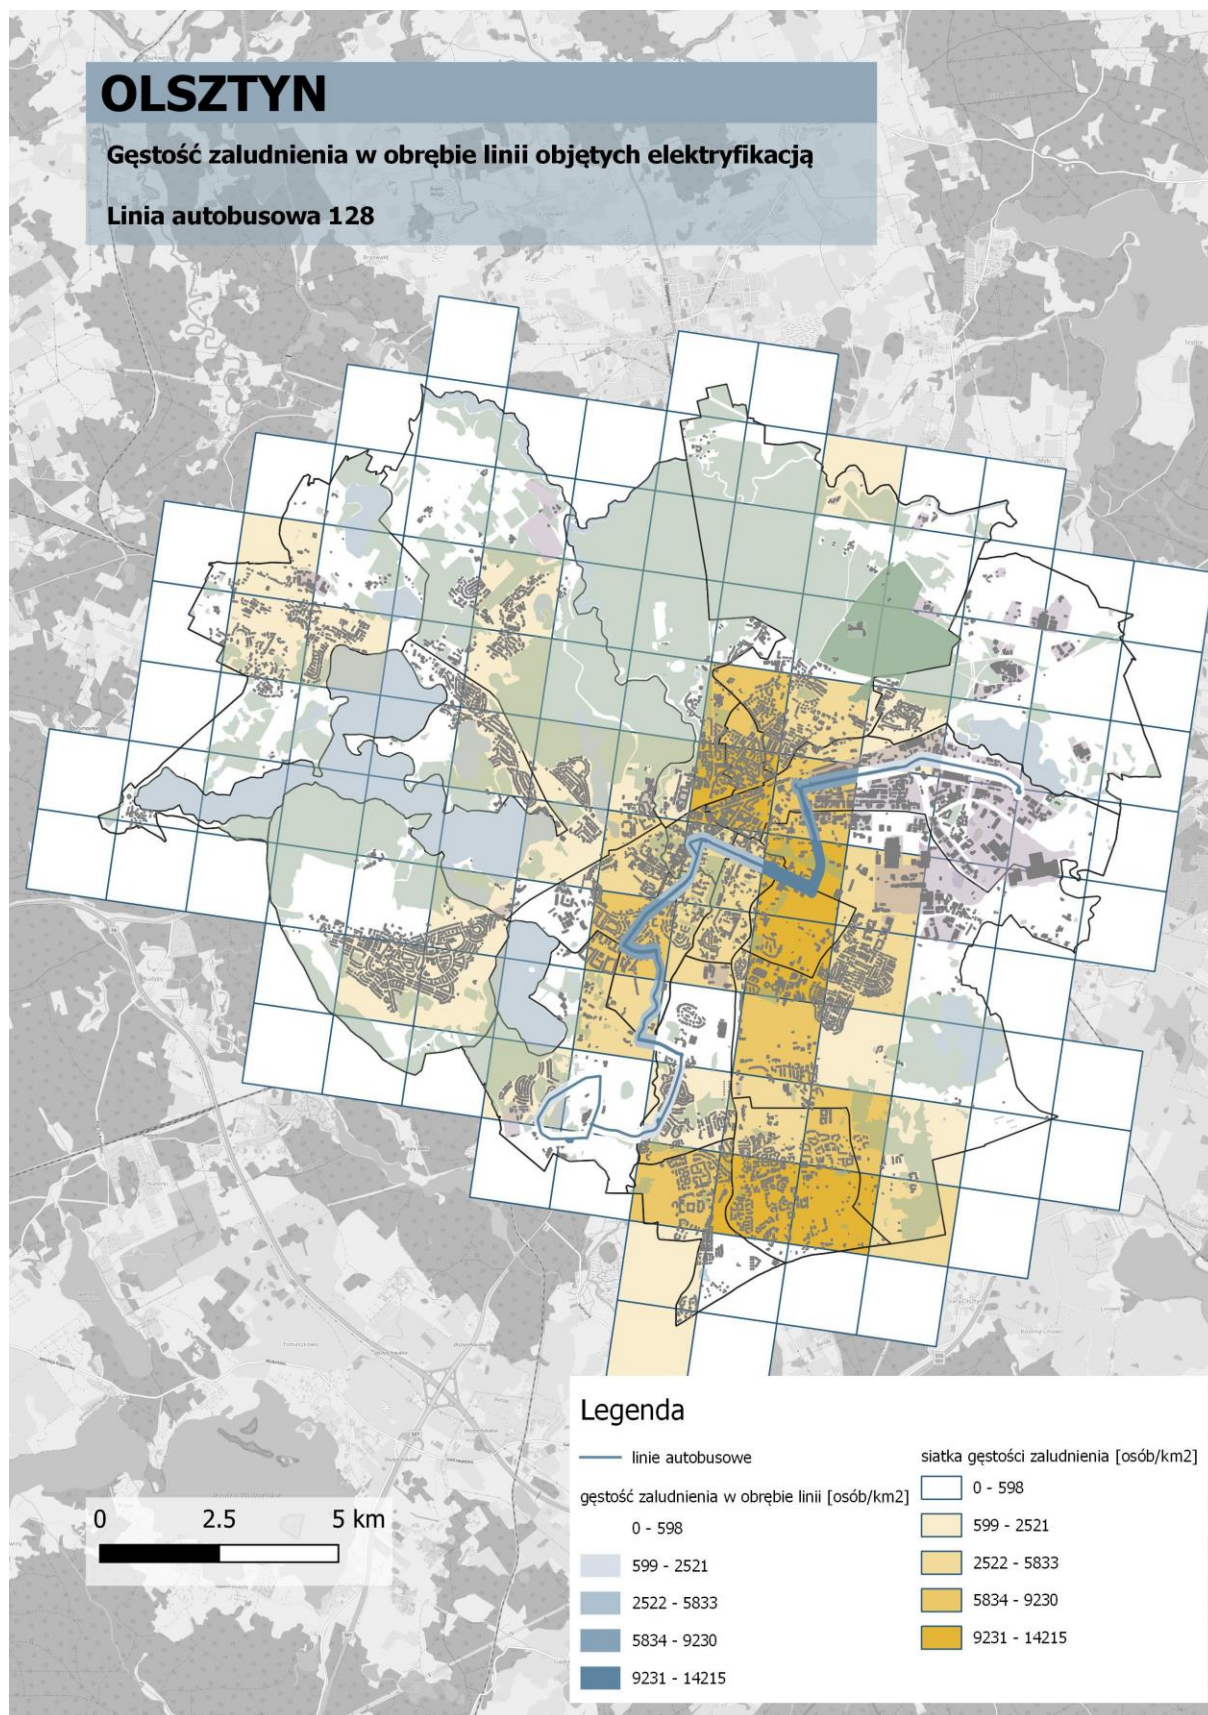 OLSZTYN
Gęstość zaludnienia w obrębie linii objętych elektryfikacją
Linia autobusowa 128
Legenda
linie autobusowe
gęstość zaludnienia w obrębie linii [osób/km2]
0 - 598
599 - 2521
2522 - 5833
5834 - 9230
9231 - 14215
siatka gęstości zaludnienia [osób/km2]
0 - 598
599 - 2521
2522 - 5833
5834 - 9230
9231 - 14215
0 2.5 5 km